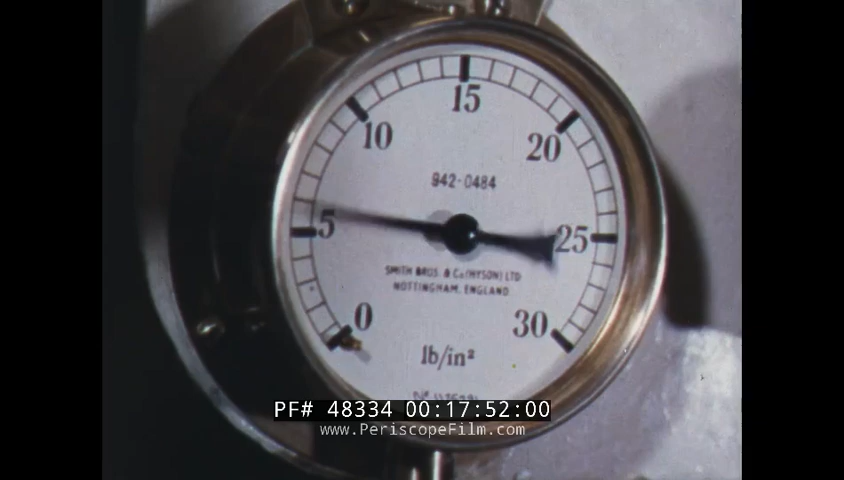 15
10
20
942-0484
5
25
SMITH BROS. & Co (HYSON) LTD
NOTTINGHAM, ENGLAND
0
30
lb/in²
PF# 48334 00:17:52:00
www.PeriscopeFilm.com